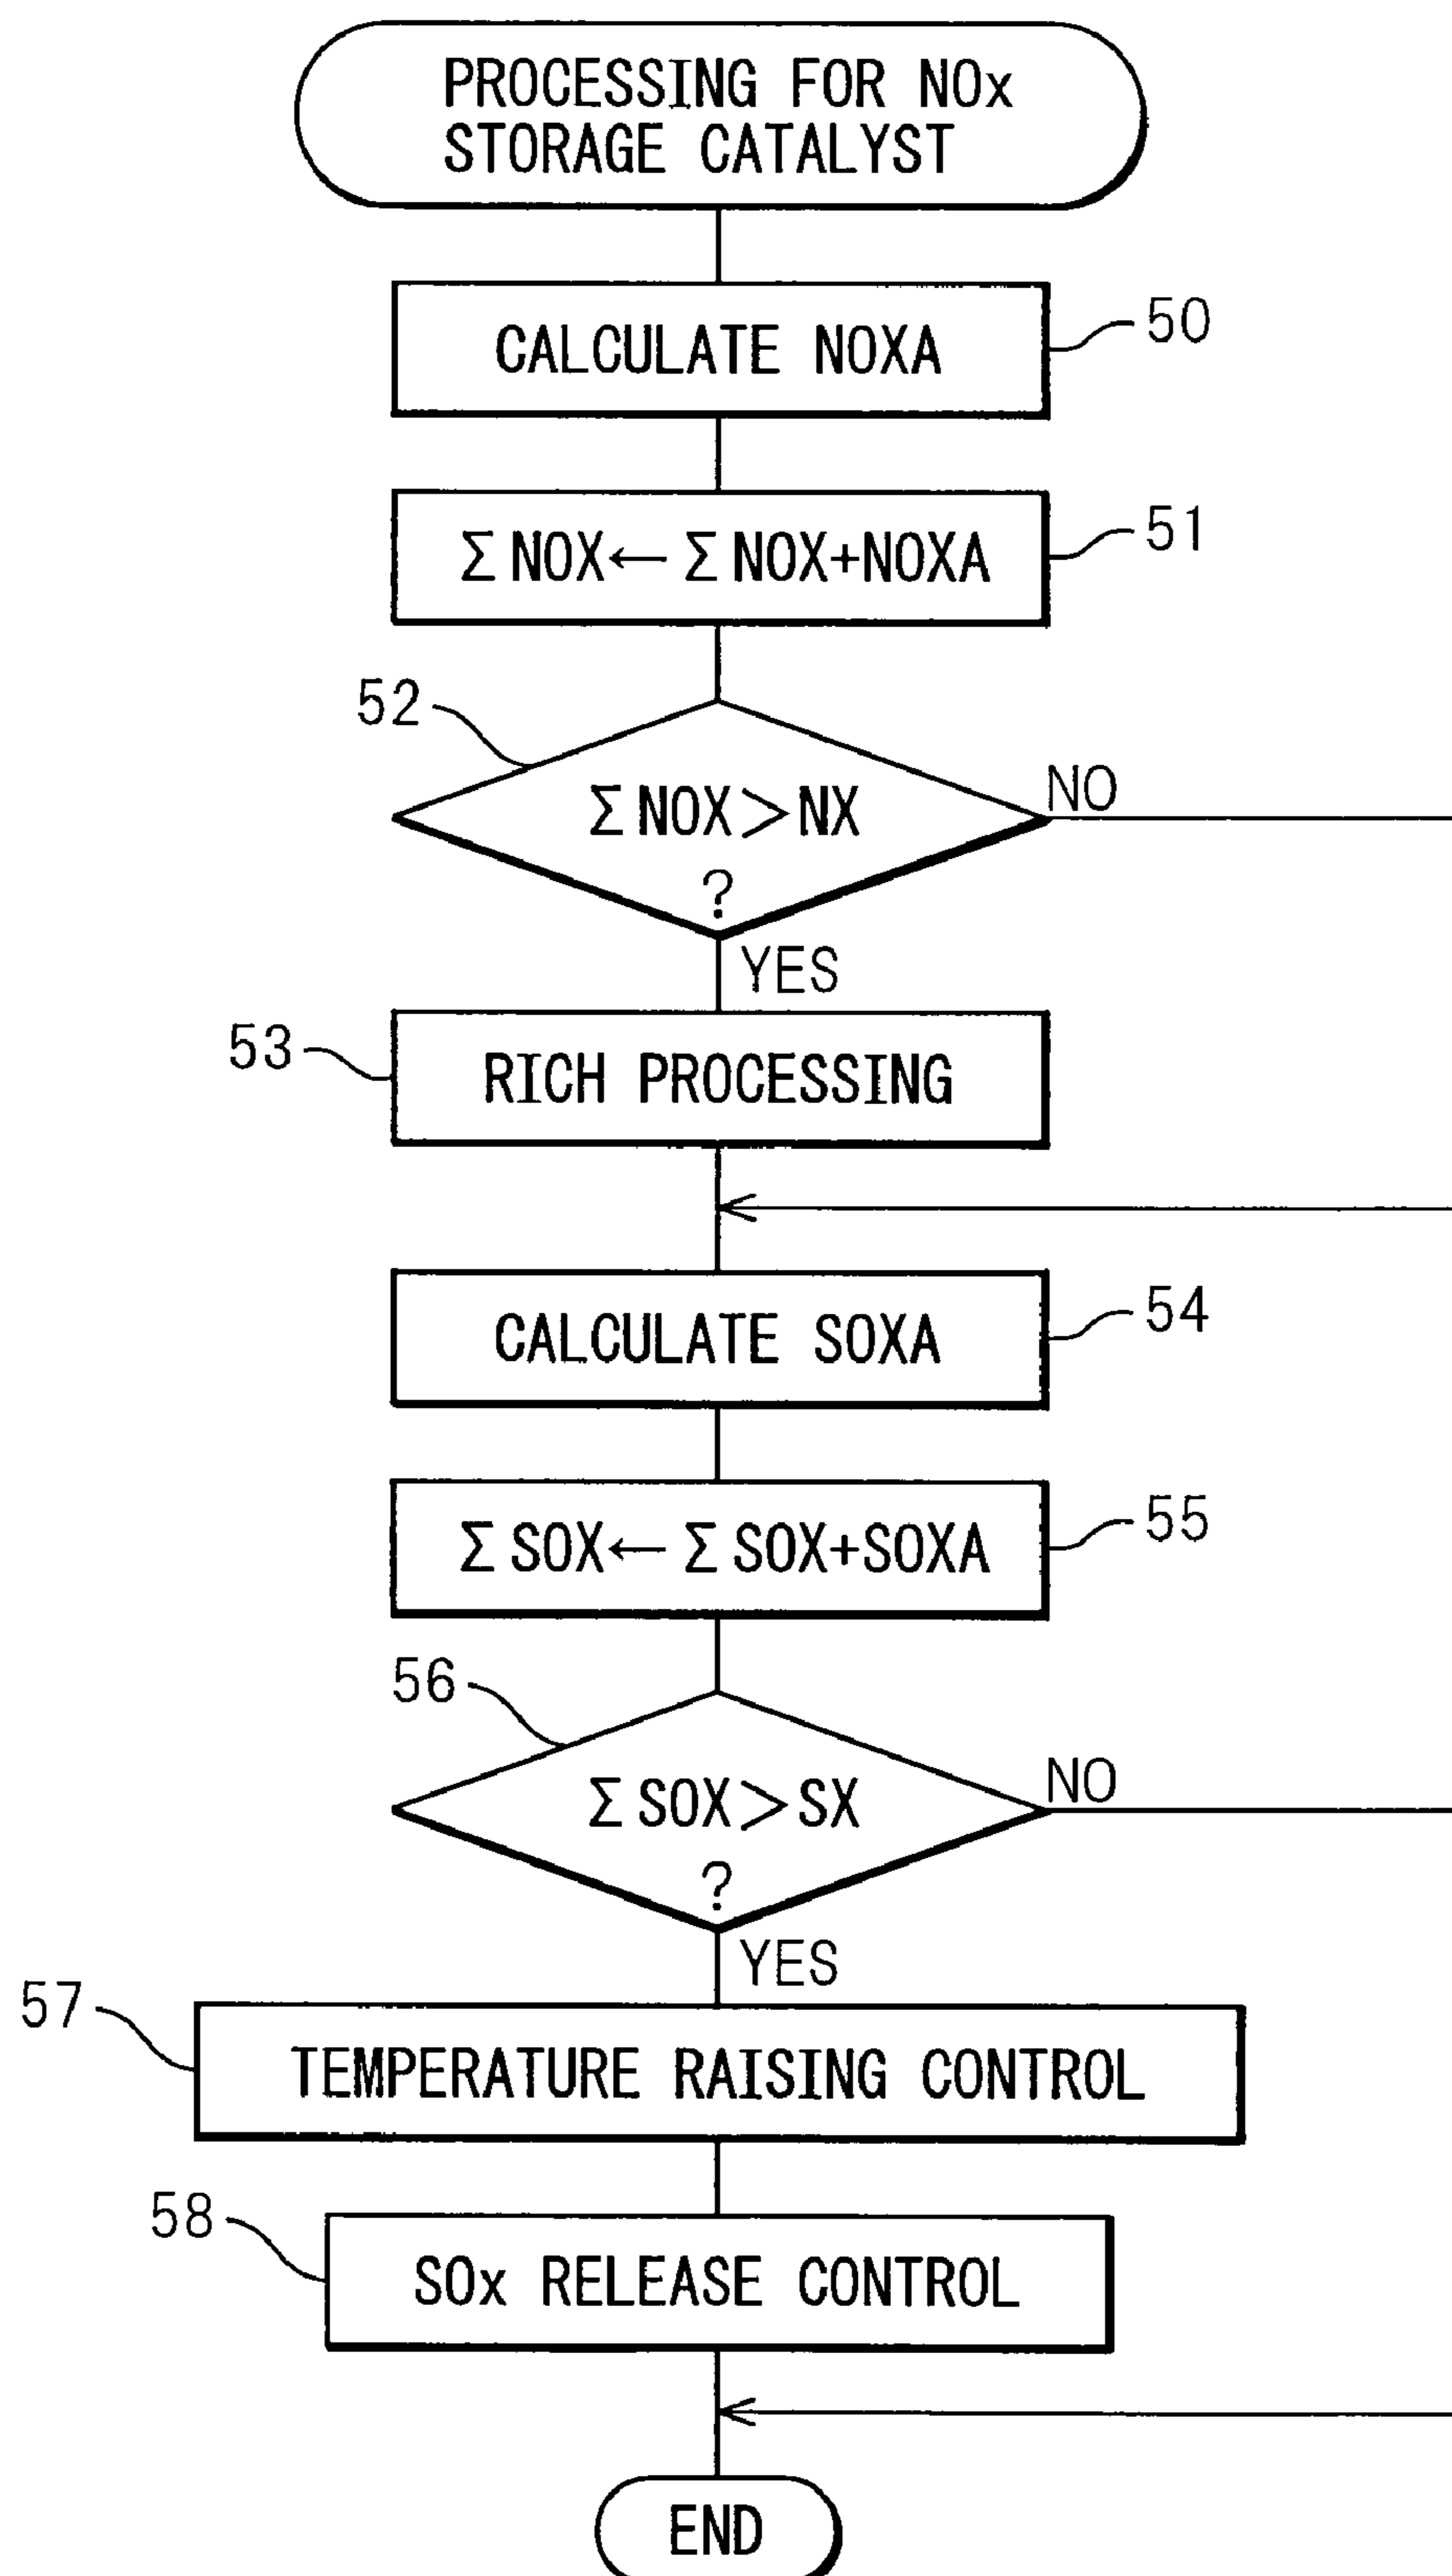 PROCESSING FOR NOx
STORAGE CATALYST
CALCULATE NOXA
50
Σ NOX← Σ NOX+NOXA
51
52
Σ NOX>NX
?
NO
YES
53
RICH PROCESSING
CALCULATE SOXA
54
Σ SOX← Σ SOX+SOXA
55
56
Σ SOX>SX
?
NO
YES
57
TEMPERATURE RAISING CONTROL
58
SOx RELEASE CONTROL
END